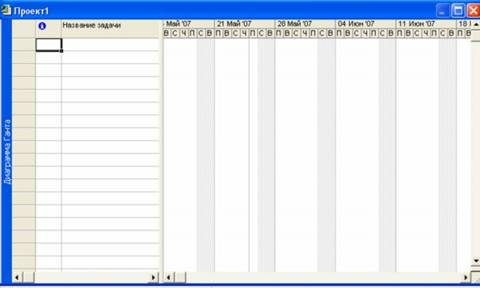 Проект1
Название задачи
Май '07 21 Май '07 28 Май '07 04 Июн '07 11 Июн '07 18
В С Ч П С В П В С Ч П С В П В С Ч П С В П В С Ч П С В П В С Ч П С В П В
Диаграмма Ганта